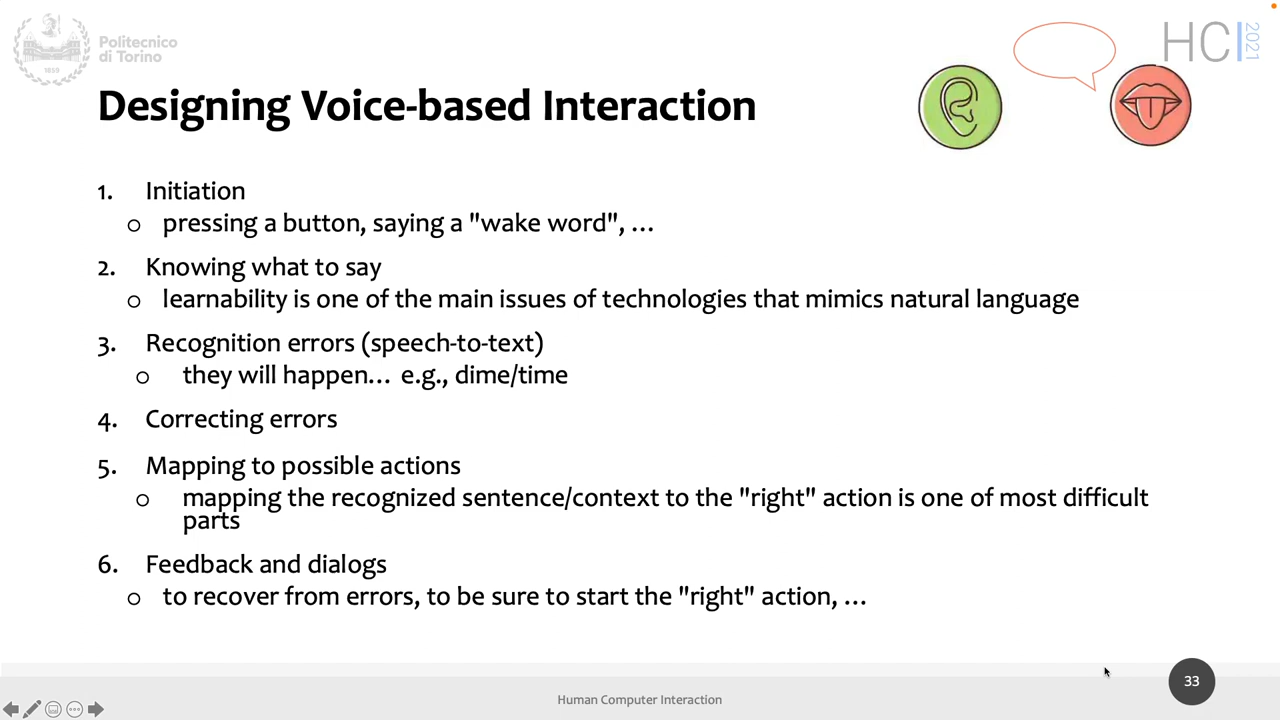 Politecnico
di Torino
1859
HCI 2021
Designing Voice-based Interaction
1. Initiation
o pressing a button, saying a "wake word", …
2. Knowing what to say
o learnability is one of the main issues of technologies that mimics natural language
3. Recognition errors (speech-to-text)
o they will happen… e.g., dime/time
4. Correcting errors
5. Mapping to possible actions
o mapping the recognized sentence/context to the "right" action is one of most difficult
parts
6. Feedback and dialogs
o to recover from errors, to be sure to start the "right" action, …
Human Computer Interaction
33